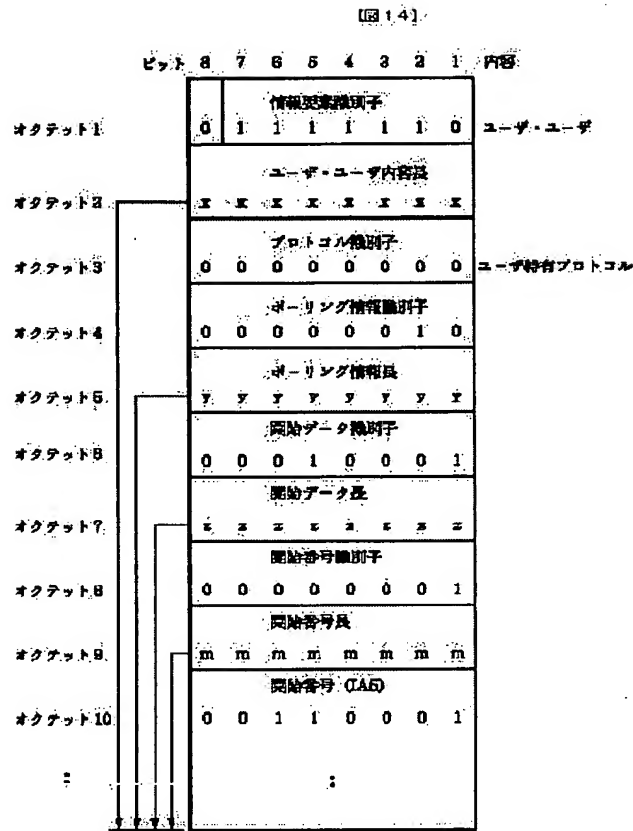 【図14】
ビット 8 7 6 5 4 3 2 1 内容
情報要素識別子
オクテット1 0 1 1 1 1 1 1 0 ユーザ・ユーザ
ユーザ・ユーザ内容長
オクテット2 x x x x x x x x
プロトコル識別子
オクテット3 0 0 0 0 0 0 0 0 ユーザ特有プロトコル
ポーリング情報識別子
オクテット4 0 0 0 0 0 0 1 0
ポーリング情報長
オクテット5 y y y y y y y y
開始データ識別子
オクテット6 0 0 0 1 0 0 0 1
開始データ長
オクテット7 z z z z z z z z
開始番号識別子
オクテット8 0 0 0 0 0 0 0 1
開始番号長
オクテット9 m m m m m m m m
開始番号 (IA5)
オクテット10 0 0 1 1 0 0 0 1
: :